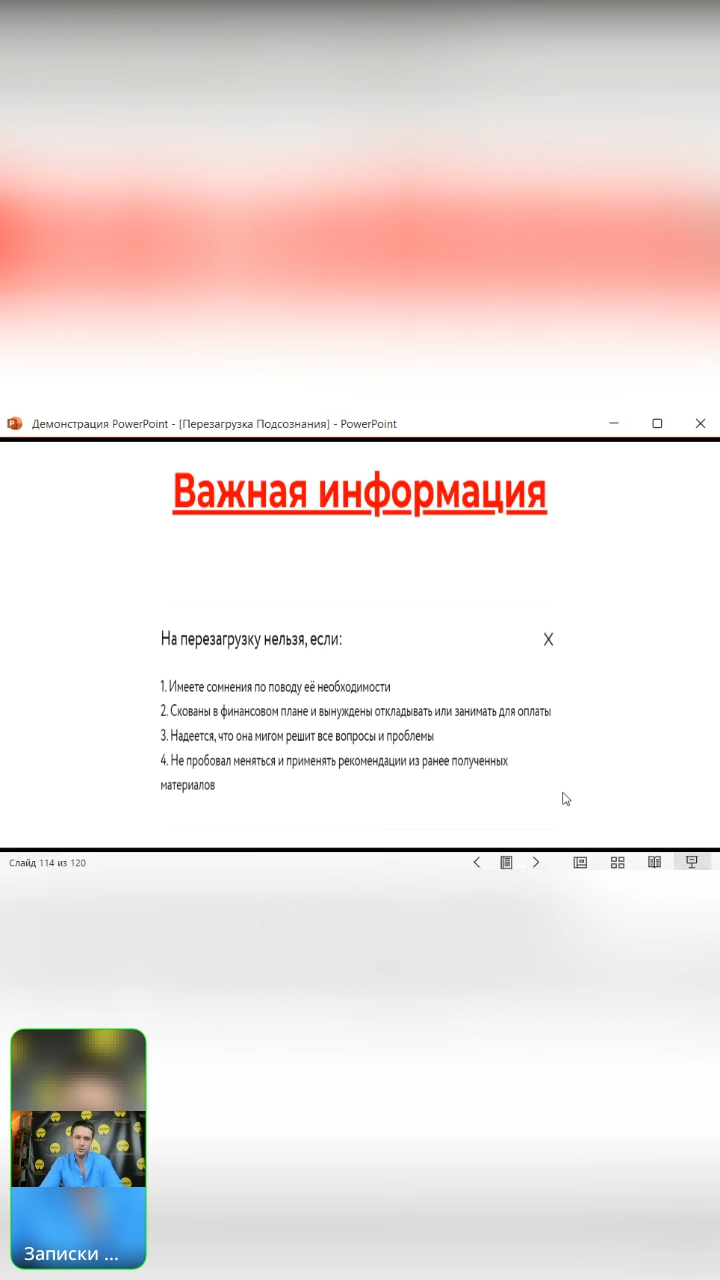 Демонстрация PowerPoint - [Перезагрузка Подсознания] - PowerPoint
Важная информация
На перезагрузку нельзя, если: X
1. Имеете сомнения по поводу её необходимости
2. Скованы в финансовом плане и вынуждены откладывать или занимать для оплаты
3. Надеется, что она мигом решит все вопросы и проблемы
4. Не пробовал меняться и применять рекомендации из ранее полученных
материалов
Слайд 114 из 120
Записки ...